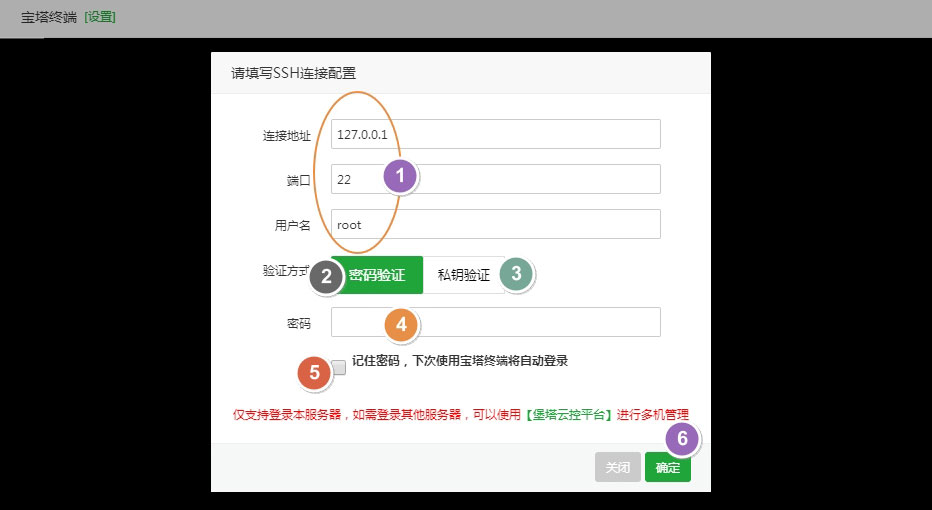 宝塔终端 [设置]
请填写SSH连接配置
连接地址 127.0.0.1
端口 22 1
用户名 root
验证方式 2 密码验证 私钥验证 3
密码 4
5 记住密码，下次使用宝塔终端将自动登录
仅支持登录本服务器，如需登录其他服务器，可以使用【堡塔云控平台】进行多机管理
6
关闭 确定